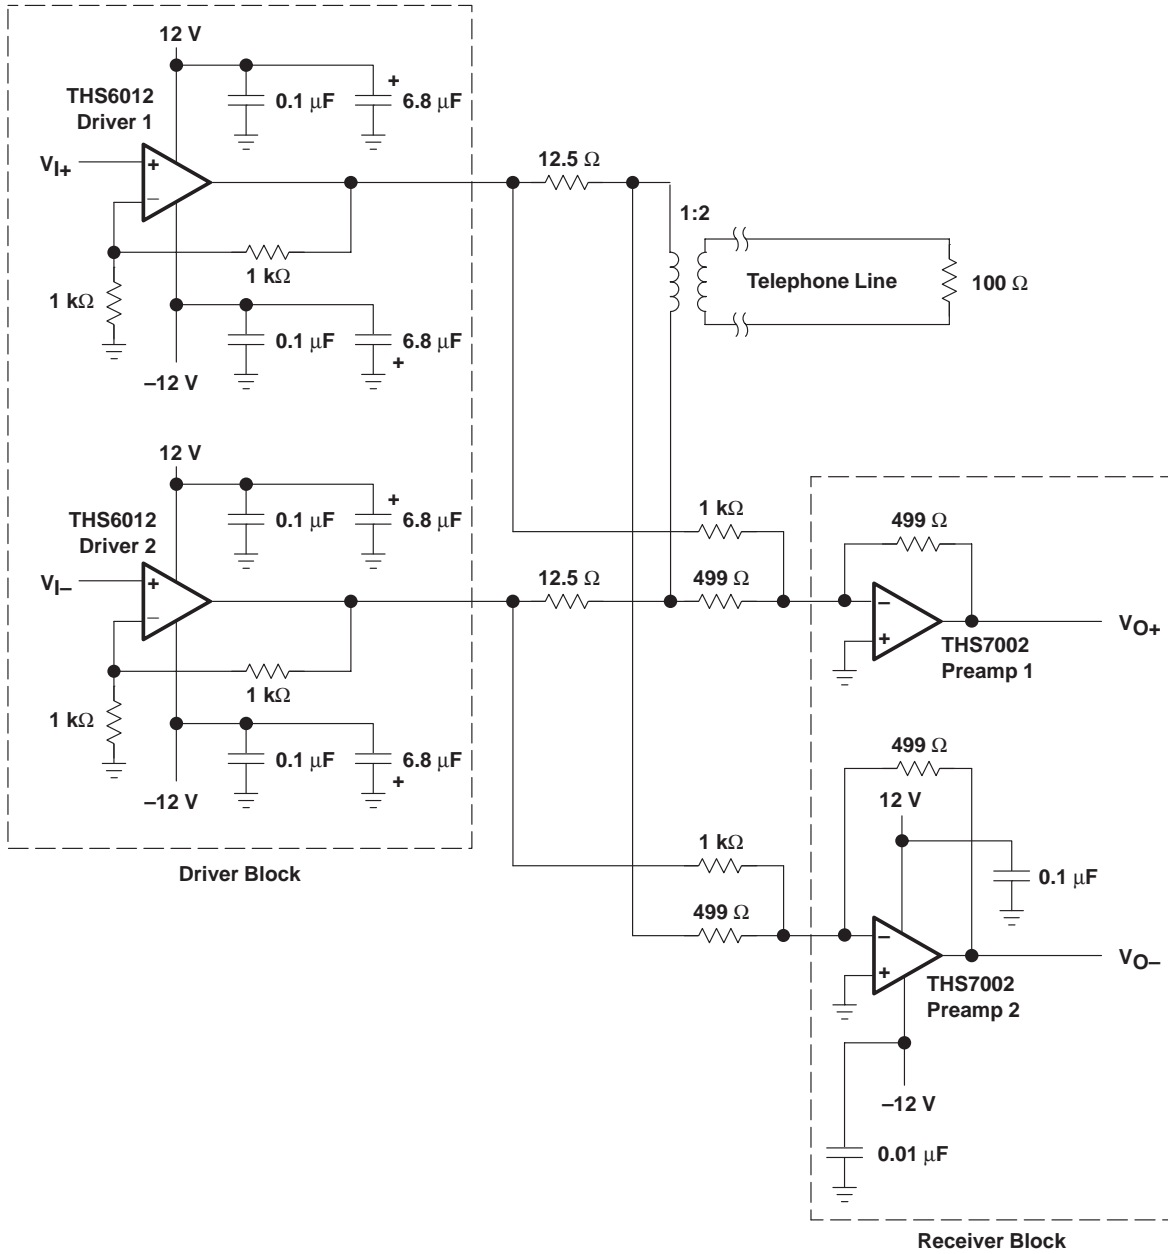 12 V
THS6012
Driver 1
+
0.1 μF
6.8 μF
VI+
+
–
12.5 Ω
1:2
1 kΩ
1 kΩ
Telephone Line
100 Ω
0.1 μF
6.8 μF
+
–12 V
12 V
THS6012
Driver 2
+
0.1 μF
6.8 μF
VI–
+
–
12.5 Ω
1 kΩ
499 Ω
499 Ω
–
+
VO+
THS7002
Preamp 1
1 kΩ
1 kΩ
0.1 μF
6.8 μF
+
–12 V
Driver Block
499 Ω
12 V
1 kΩ
0.1 μF
499 Ω
–
+
VO–
THS7002
Preamp 2
–12 V
0.01 μF
Receiver Block